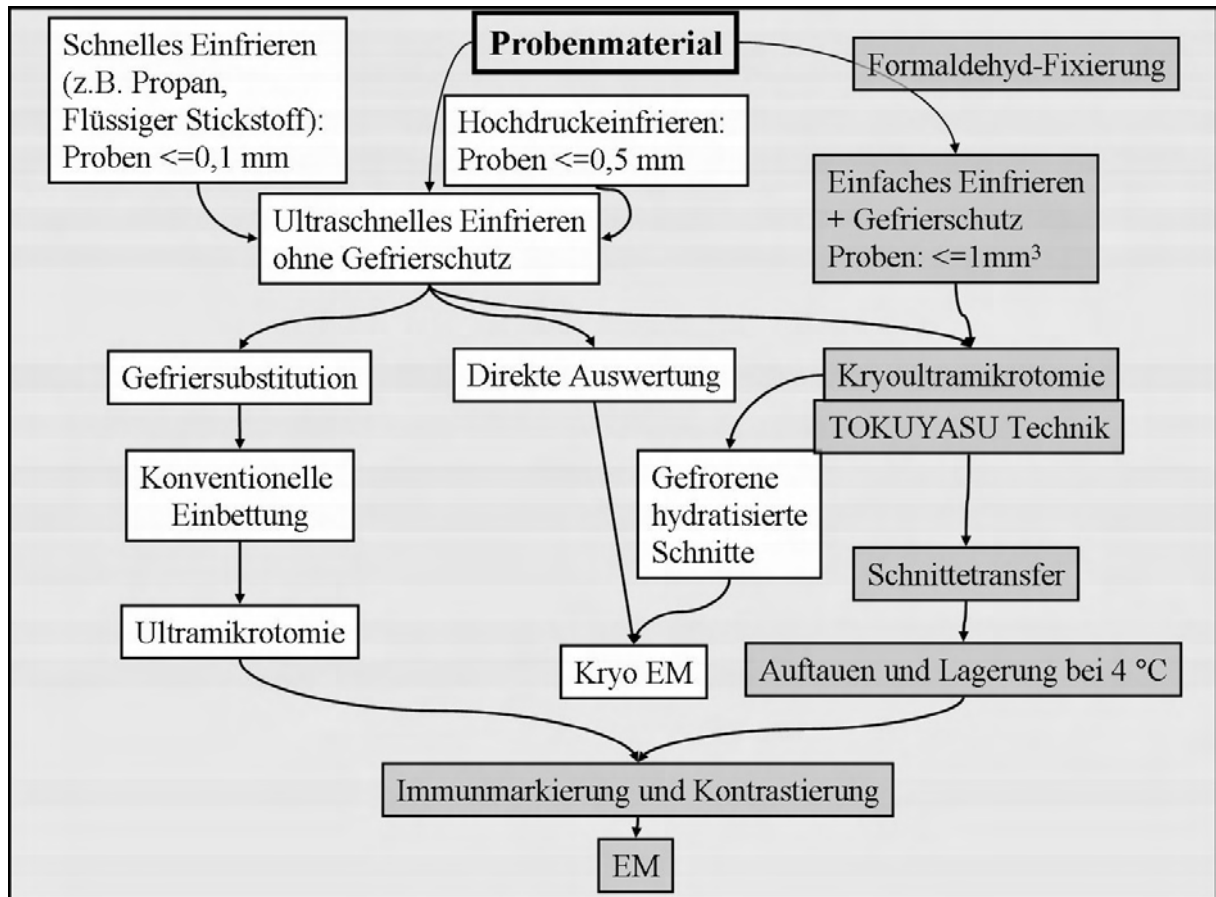 Probenmaterial
Schnelles Einfrieren
(z.B. Propan,
Flüssiger Stickstoff):
Proben <=0,1 mm
Hochdruckeinfrieren:
Proben <=0,5 mm
Formaldehyd-Fixierung
Ultraschnelles Einfrieren
ohne Gefrierschutz
Einfaches Einfrieren
+ Gefrierschutz
Proben: <=1mm³
Gefriersubstitution
Direkte Auswertung
Kryoultramikrotomie
TOKUYASU Technik
Konventionelle
Einbettung
Gefrorene
hydratisierte
Schnitte
Schnittetransfer
Ultramikrotomie
Kryo EM
Auftauen und Lagerung bei 4 °C
Immunmarkierung und Kontrastierung
EM